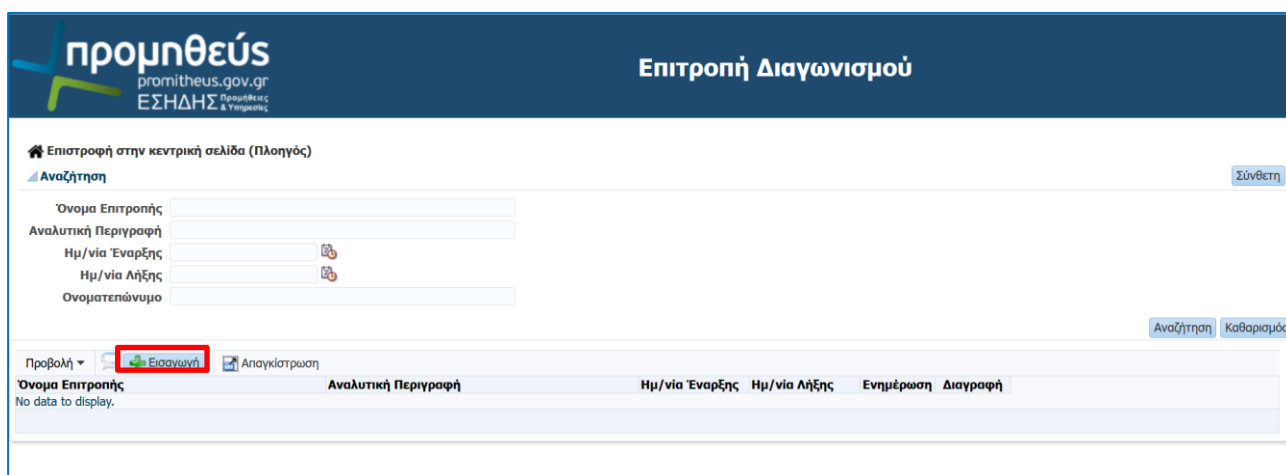 προμηθεύς
promitheus.gov.gr
ΕΣΗΔΗΣ Προμήθειες & Υπηρεσίες
Επιτροπή Διαγωνισμού
Επιστροφή στην κεντρική σελίδα (Πλοηγός)
Αναζήτηση Σύνθετη
Όνομα Επιτροπής
Αναλυτική Περιγραφή
Ημ/νία Έναρξης
Ημ/νία Λήξης
Ονοματεπώνυμο
Αναζήτηση Καθαρισμός
Προβολή Εισαγωγή Απαγκίστρωση
Όνομα Επιτροπής Αναλυτική Περιγραφή Ημ/νία Έναρξης Ημ/νία Λήξης Ενημέρωση Διαγραφή
No data to display.